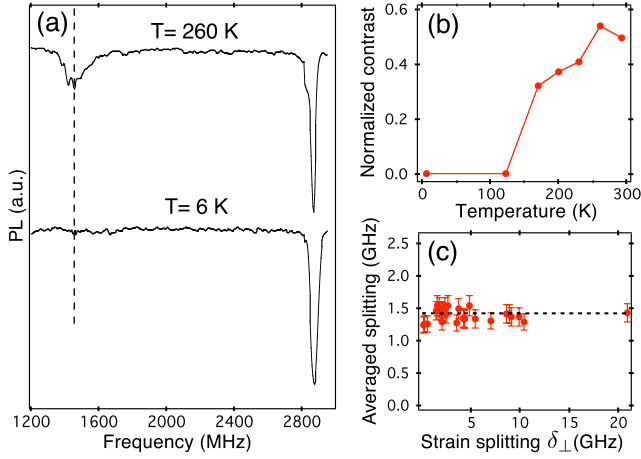 (a)
T= 260 K
T= 6 K
PL (a.u.)
1200 1600 2000 2400 2800
Frequency (MHz)
(b)
Normalized contrast
0.6
0.4
0.2
0.0
0 100 200 300
Temperature (K)
(c)
Averaged splitting (GHz)
2.5
2.0
1.5
1.0
0.5
0.0
5 10 15 20
Strain splitting δ⊥(GHz)